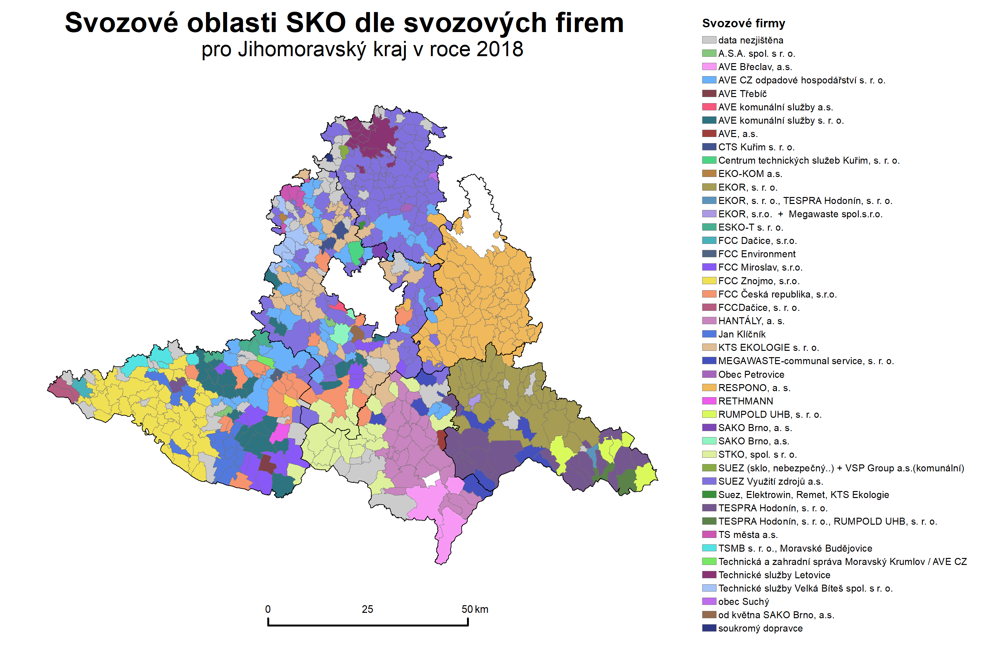 Svozové oblasti SKO dle svozových firem
pro Jihomoravský kraj v roce 2018
Svozové firmy
data nezjištěna
A.S.A. spol. s r. o.
AVE Břeclav, a.s.
AVE CZ odpadové hospodářství s. r. o.
AVE Třebíč
AVE komunální služby a.s.
AVE komunální služby s. r. o.
AVE, a.s.
CTS Kuřim s. r. o.
Centrum technických služeb Kuřim, s. r. o.
EKO-KOM a.s.
EKOR, s. r. o.
EKOR, s. r. o., TESPRA Hodonín, s. r. o.
EKOR, s.r.o. + Megawaste spol.s.r.o.
ESKO-T s. r. o.
FCC Dačice, s.r.o.
FCC Environment
FCC Miroslav, s.r.o.
FCC Znojmo, s.r.o.
FCC Česká republika, s.r.o.
FCCDačice, s. r. o.
HANTÁLY, a. s.
Jan Klíčník
KTS EKOLOGIE s. r. o.
MEGAWASTE-communal service, s. r. o.
Obec Petrovice
RESPONO, a. s.
RETHMANN
RUMPOLD UHB, s. r. o.
SAKO Brno, a. s.
SAKO Brno, a.s.
STKO, spol. s r. o.
SUEZ (sklo, nebezpečný..) + VSP Group a.s.(komunální)
SUEZ Využití zdrojů a.s.
Suez, Elektrowin, Remet, KTS Ekologie
TESPRA Hodonín, s. r. o.
TESPRA Hodonín, s. r. o., RUMPOLD UHB, s. r. o.
TS města a.s.
TSMB s. r. o., Moravské Budějovice
Technická a zahradní správa Moravský Krumlov / AVE CZ
Technické služby Letovice
Technické služby Velká Bíteš spol. s r. o.
obec Suchý
od května SAKO Brno, a.s.
soukromý dopravce
0 25 50 km